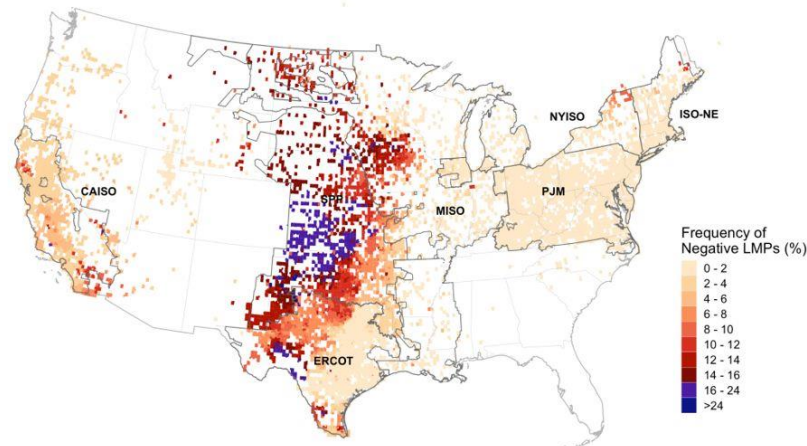 NYISO
ISO-NE
CAISO
SPP
MISO
PJM
ERCOT
Frequency of
Negative LMPs (%)
0 - 2
2 - 4
4 - 6
6 - 8
8 - 10
10 - 12
12 - 14
14 - 16
16 - 24
>24